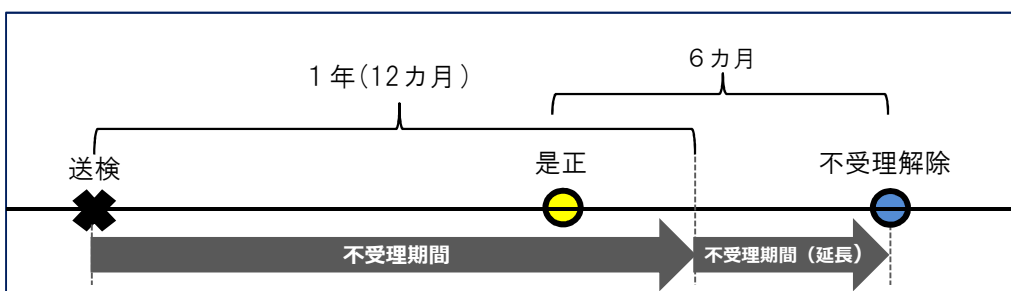 6カ月
1年(12カ月)
送検
是正
不受理解除
不受理期間
不受理期間（延長）